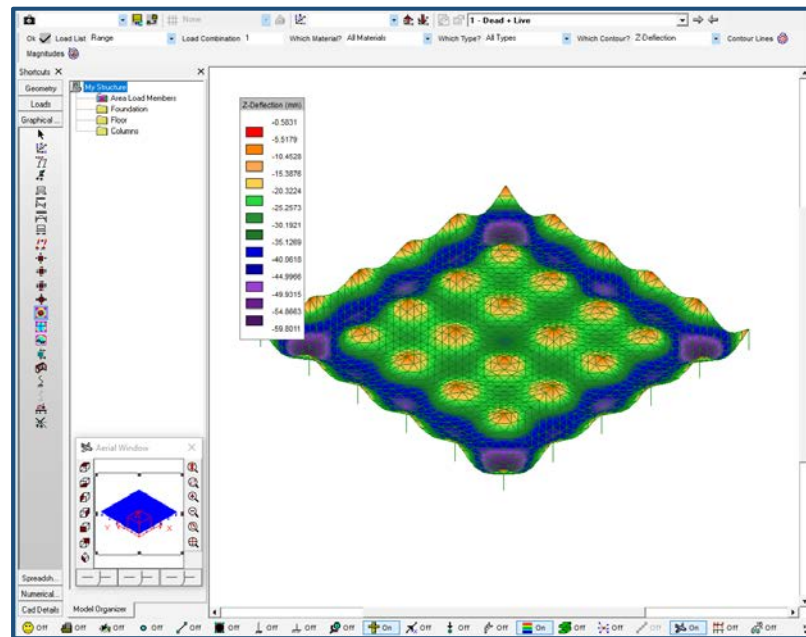 None
1 - Dead + Live
Ok Load List Range Load Combination 1 Which Material? All Materials Which Type? All Types Which Contour? Z-Deflection Contour Lines
Magnitudes
Shortcuts
Geometry
Loads
Graphical ...
My Structure
Area Load Members
Foundation
Floor
Columns
Z-Deflection (mm)
-0.5831
-5.5179
-10.4528
-15.3876
-20.3224
-25.2573
-30.1921
-35.1269
-40.0618
-44.9966
-49.9315
-54.8663
-59.8011
Aerial Window
Y X
Spreadsh...
Numerical...
Cad Details
Model Organizer
Off Off Off Off Off Off Off Off Off On Off Off Off On Off Off Off On Off Off